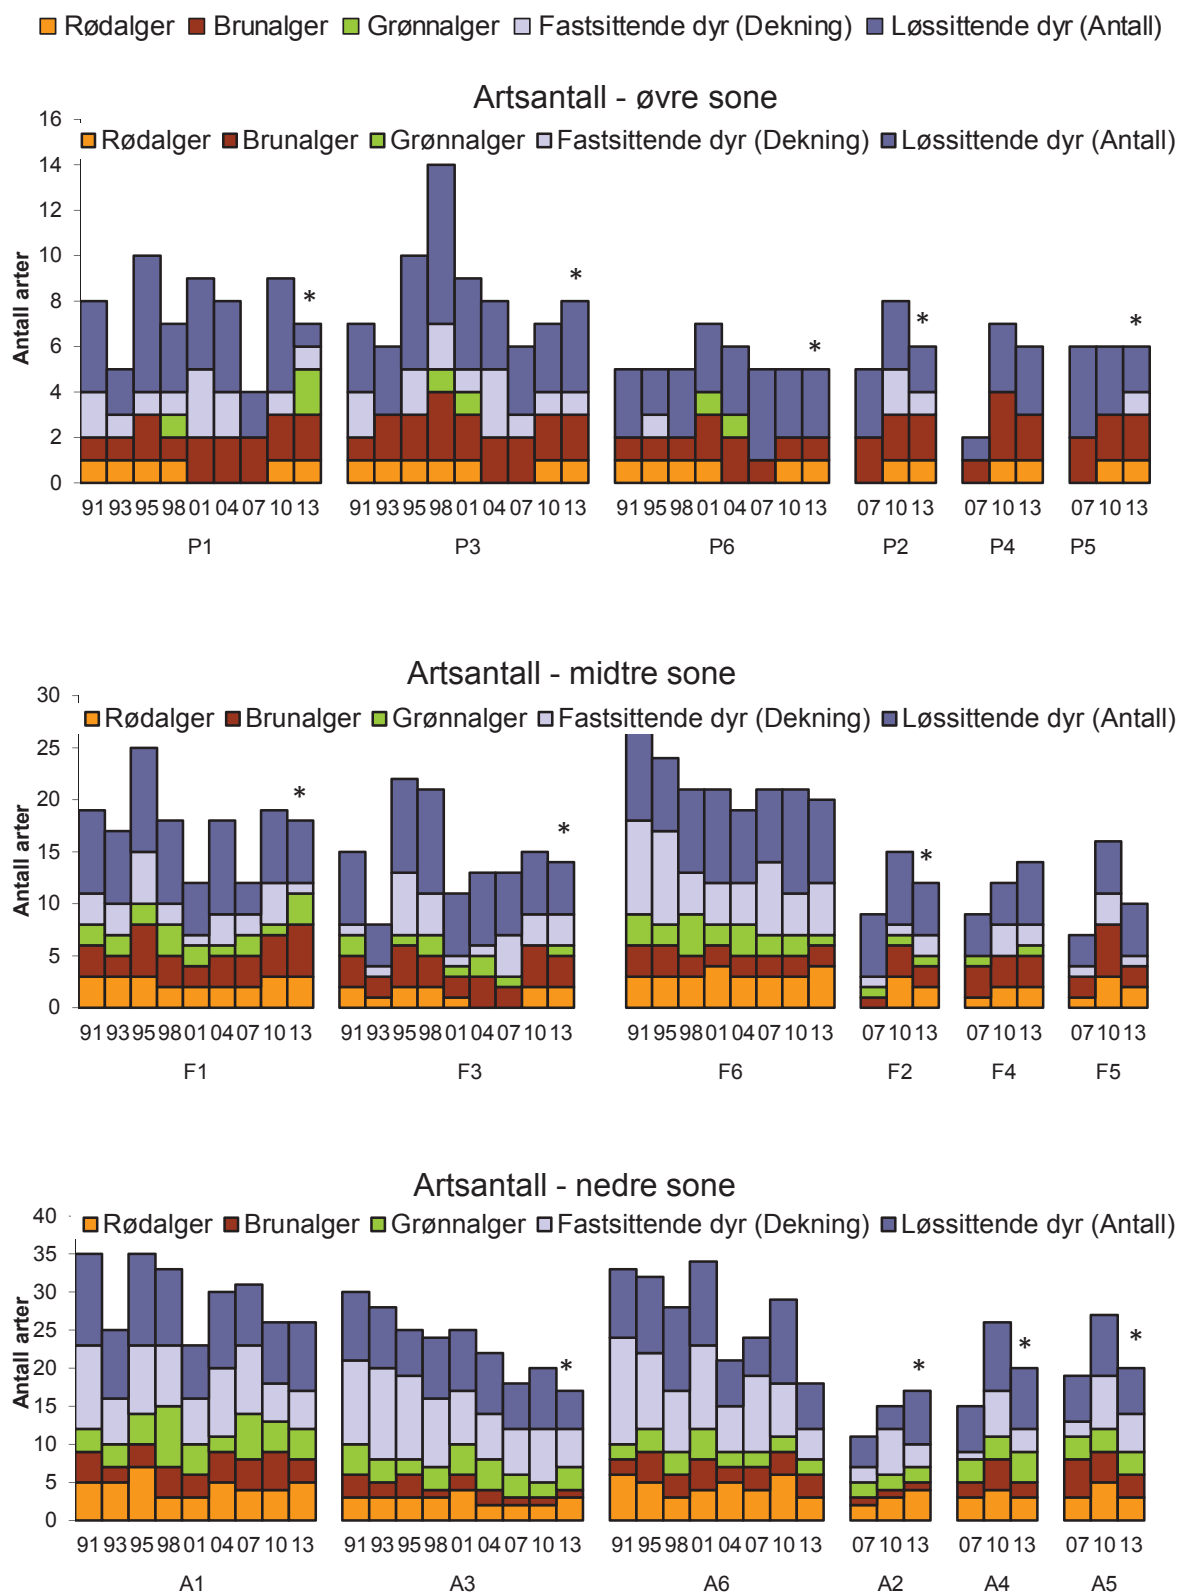 Rødalger Brunalger Grønnalger Fastsittende dyr (Dekning) Løssittende dyr (Antall)
Artsantall - øvre sone
Rødalger Brunalger Grønnalger Fastsittende dyr (Dekning) Løssittende dyr (Antall)
Antall arter
16
14
12
10
8
6
4
2
0
* * * * *
91 93 95 98 01 04 07 10 13 91 93 95 98 01 04 07 10 13 91 95 98 01 04 07 10 13 07 10 13 07 10 13 07 10 13
P1 P3 P6 P2 P4 P5
Artsantall - midtre sone
Rødalger Brunalger Grønnalger Fastsittende dyr (Dekning) Løssittende dyr (Antall)
Antall arter
30
25
20
15
10
5
0
* * *
91 93 95 98 01 04 07 10 13 91 93 95 98 01 04 07 10 13 91 95 98 01 04 07 10 13 07 10 13 07 10 13 07 10 13
F1 F3 F6 F2 F4 F5
Artsantall - nedre sone
Rødalger Brunalger Grønnalger Fastsittende dyr (Dekning) Løssittende dyr (Antall)
Antall arter
40
35
30
25
20
15
10
5
0
* * * *
91 93 95 98 01 04 07 10 13 91 93 95 98 01 04 07 10 13 91 95 98 01 04 07 10 13 07 10 13 07 10 13 07 10 13
A1 A3 A6 A2 A4 A5